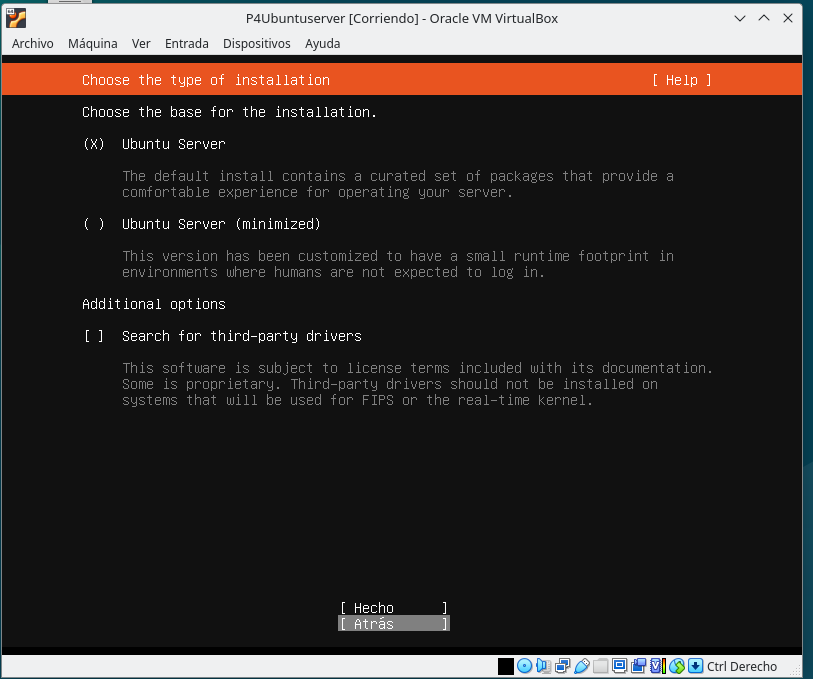 P4Ubuntuserver [Corriendo] - Oracle VM VirtualBox
Archivo Máquina Ver Entrada Dispositivos Ayuda
Choose the type of installation [ Help ]
Choose the base for the installation.
(X) Ubuntu Server
The default install contains a curated set of packages that provide a
comfortable experience for operating your server.
( ) Ubuntu Server (minimized)
This version has been customized to have a small runtime footprint in
environments where humans are not expected to log in.
Additional options
[ ] Search for third-party drivers
This software is subject to license terms included with its documentation.
Some is proprietary. Third-party drivers should not be installed on
systems that will be used for FIPS or the real-time kernel.
[ Hecho ]
[ Atrás ]
Ctrl Derecho